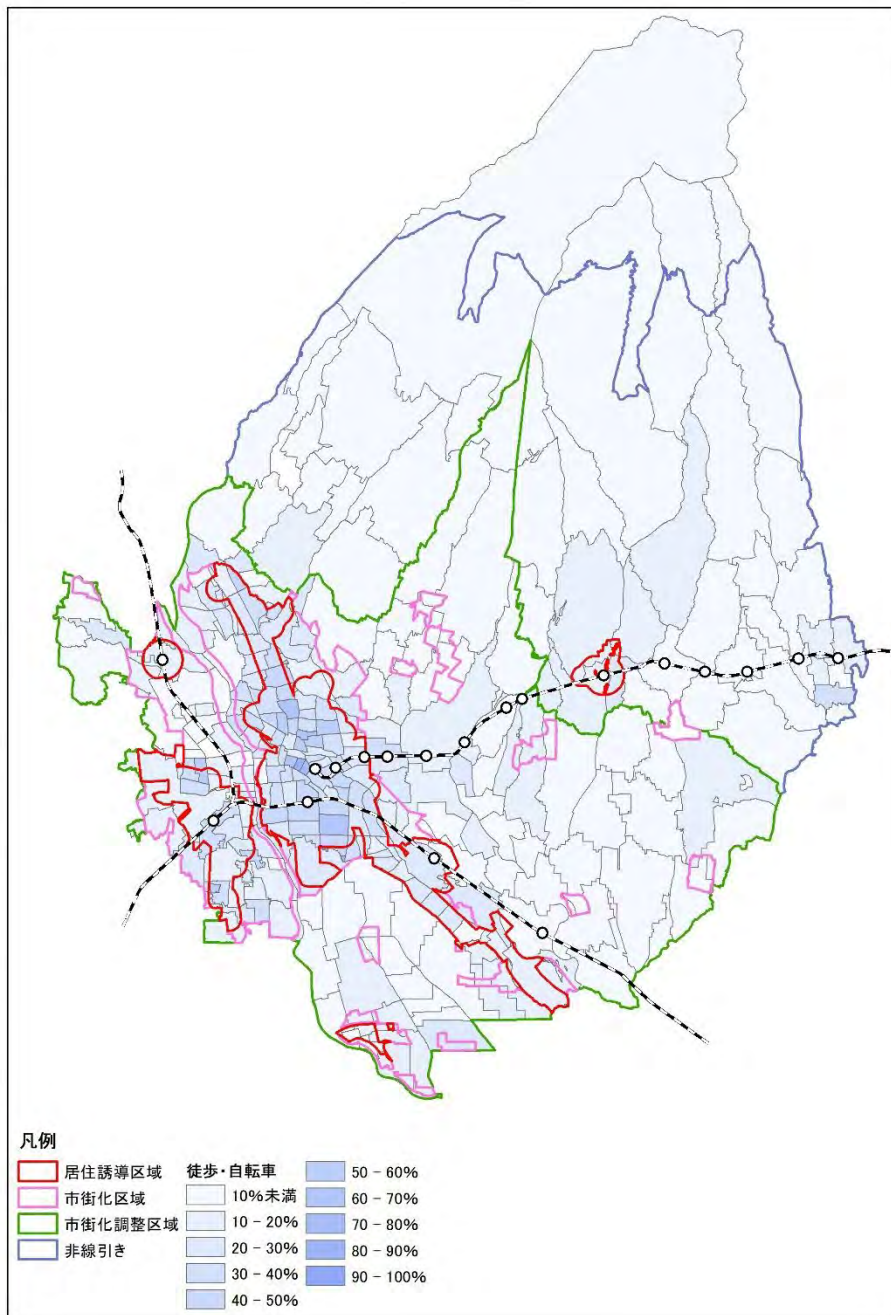 凡例
居住誘導区域
市街化区域
市街化調整区域
非線引き
徒歩・自転車
10%未満
10 - 20%
20 - 30%
30 - 40%
40 - 50%
50 - 60%
60 - 70%
70 - 80%
80 - 90%
90 - 100%